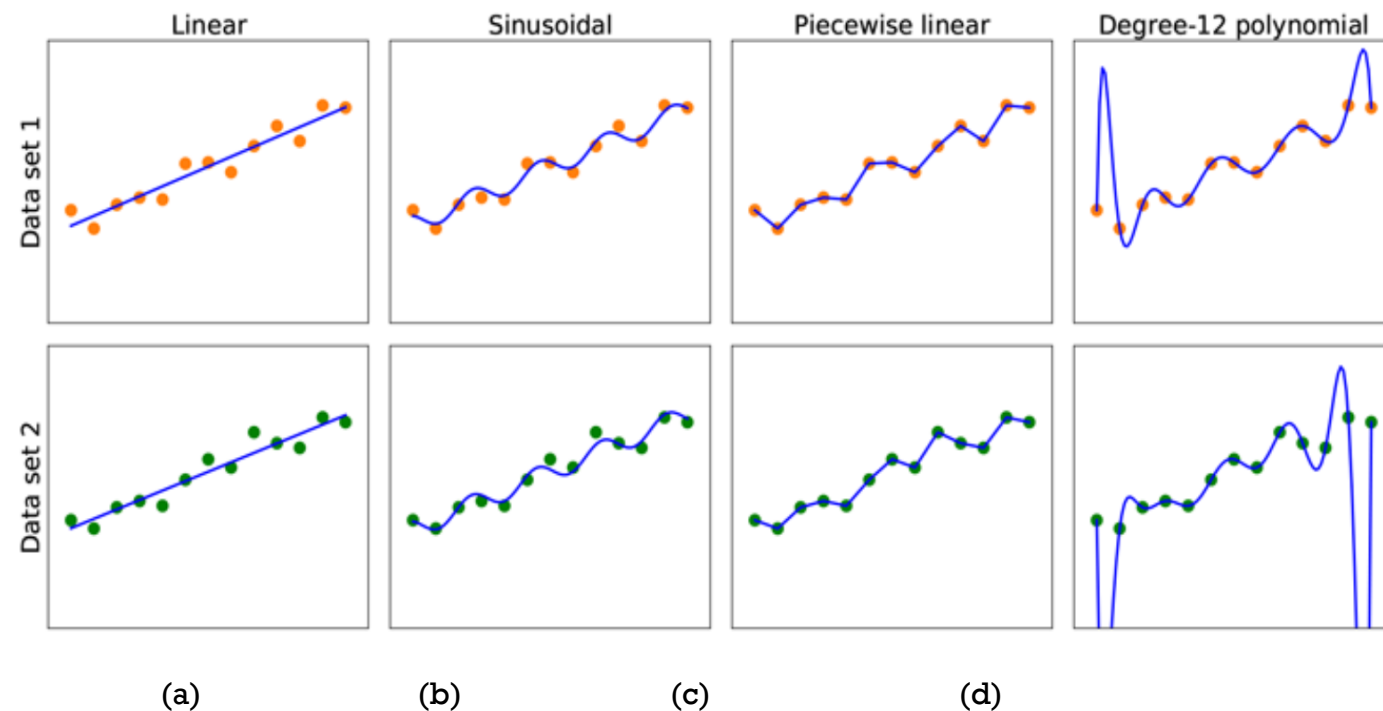 Linear
Sinusoidal
Piecewise linear
Degree-12 polynomial
Data set 1
Data set 2
(a)
(b)
(c)
(d)